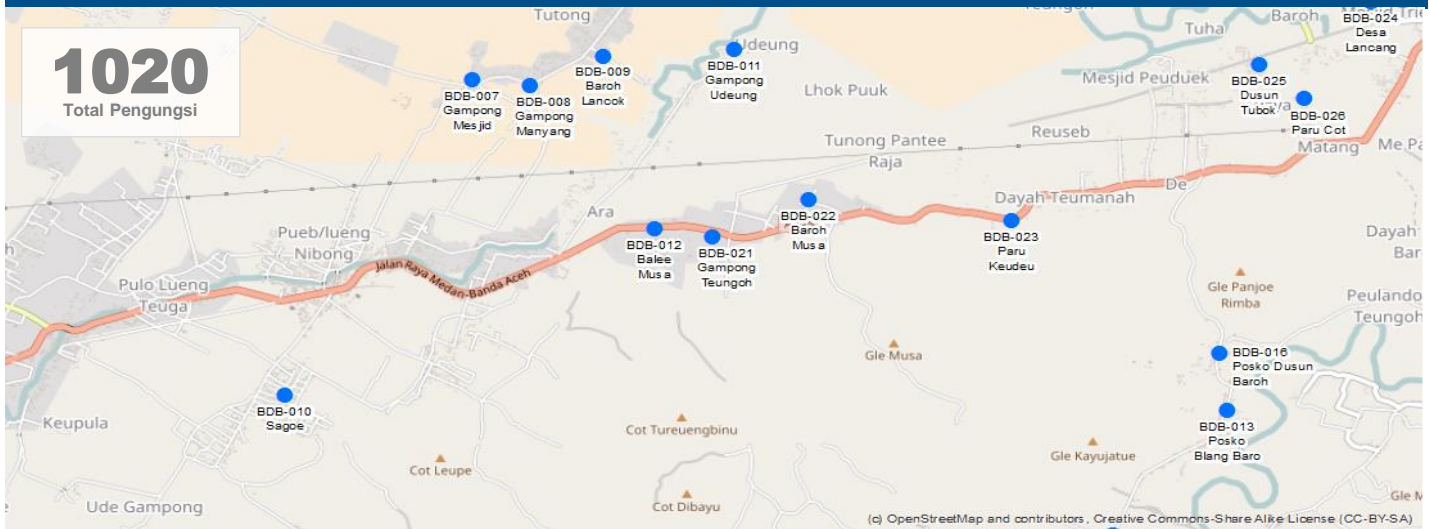 1020
Total Pengungsi
Tutong
Baroh
BDB-024
Desa
Lancang
Tuha
Udeung
BDB-009
Baroh
Lancok
BDB-011
Gampong
Udeung
BDB-007
Gampong
Mesjid
BDB-008
Gampong
Manyang
Lhok Puuk
Mesjid Peuduek
BDB-025
Dusun
Tubok
BDB-026
Paru Cot
Reuseb
Matang
Tunong Pantee
Raja
Dayah Teumanah
De
Ara
BDB-022
Baroh
Musa
BDB-023
Paru
Keudeu
BDB-012
Balee
Musa
BDB-021
Gampong
Teungoh
Pueb/lueng
Nibong
Jalan Raya Medan-Banda Aceh
Pulo Lueng
Teuga
Dayah
Gle Panjoe
Rimba
Peulando
Teungoh
Gle Musa
BDB-016
Posko Dusun
Baroh
BDB-010
Sagoe
Keupula
Cot Tureuengbinu
BDB-013
Posko
Blang Baro
Gle Kayujatue
Cot Leupe
Cot Dibayu
Ude Gampong
(c) OpenStreetMap and contributors, Creative Commons-Share Alike License (CC-BY-SA)